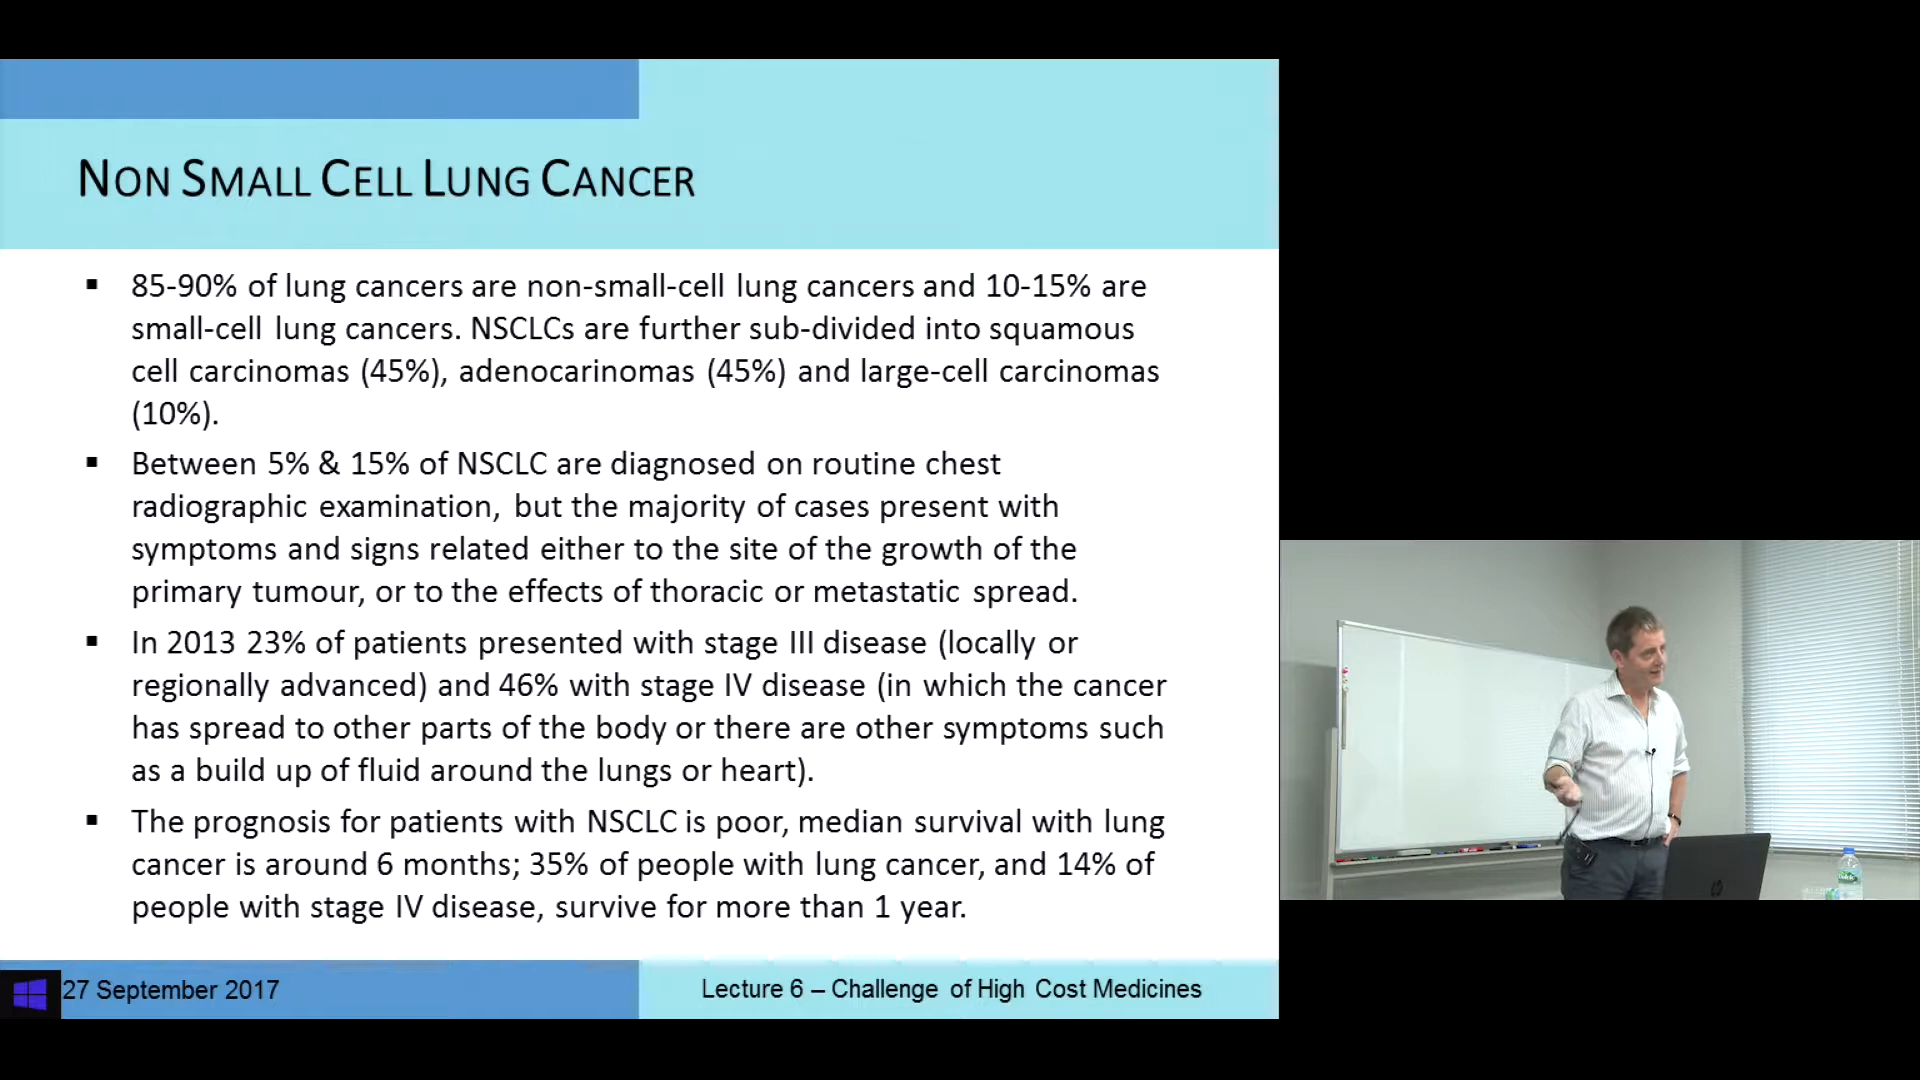 NON SMALL CELL LUNG CANCER
▪ 85-90% of lung cancers are non-small-cell lung cancers and 10-15% are
small-cell lung cancers. NSCLCs are further sub-divided into squamous
cell carcinomas (45%), adenocarinomas (45%) and large-cell carcinomas
(10%).
▪ Between 5% & 15% of NSCLC are diagnosed on routine chest
radiographic examination, but the majority of cases present with
symptoms and signs related either to the site of the growth of the
primary tumour, or to the effects of thoracic or metastatic spread.
▪ In 2013 23% of patients presented with stage III disease (locally or
regionally advanced) and 46% with stage IV disease (in which the cancer
has spread to other parts of the body or there are other symptoms such
as a build up of fluid around the lungs or heart).
▪ The prognosis for patients with NSCLC is poor, median survival with lung
cancer is around 6 months; 35% of people with lung cancer, and 14% of
people with stage IV disease, survive for more than 1 year.
27 September 2017
Lecture 6 – Challenge of High Cost Medicines
hp